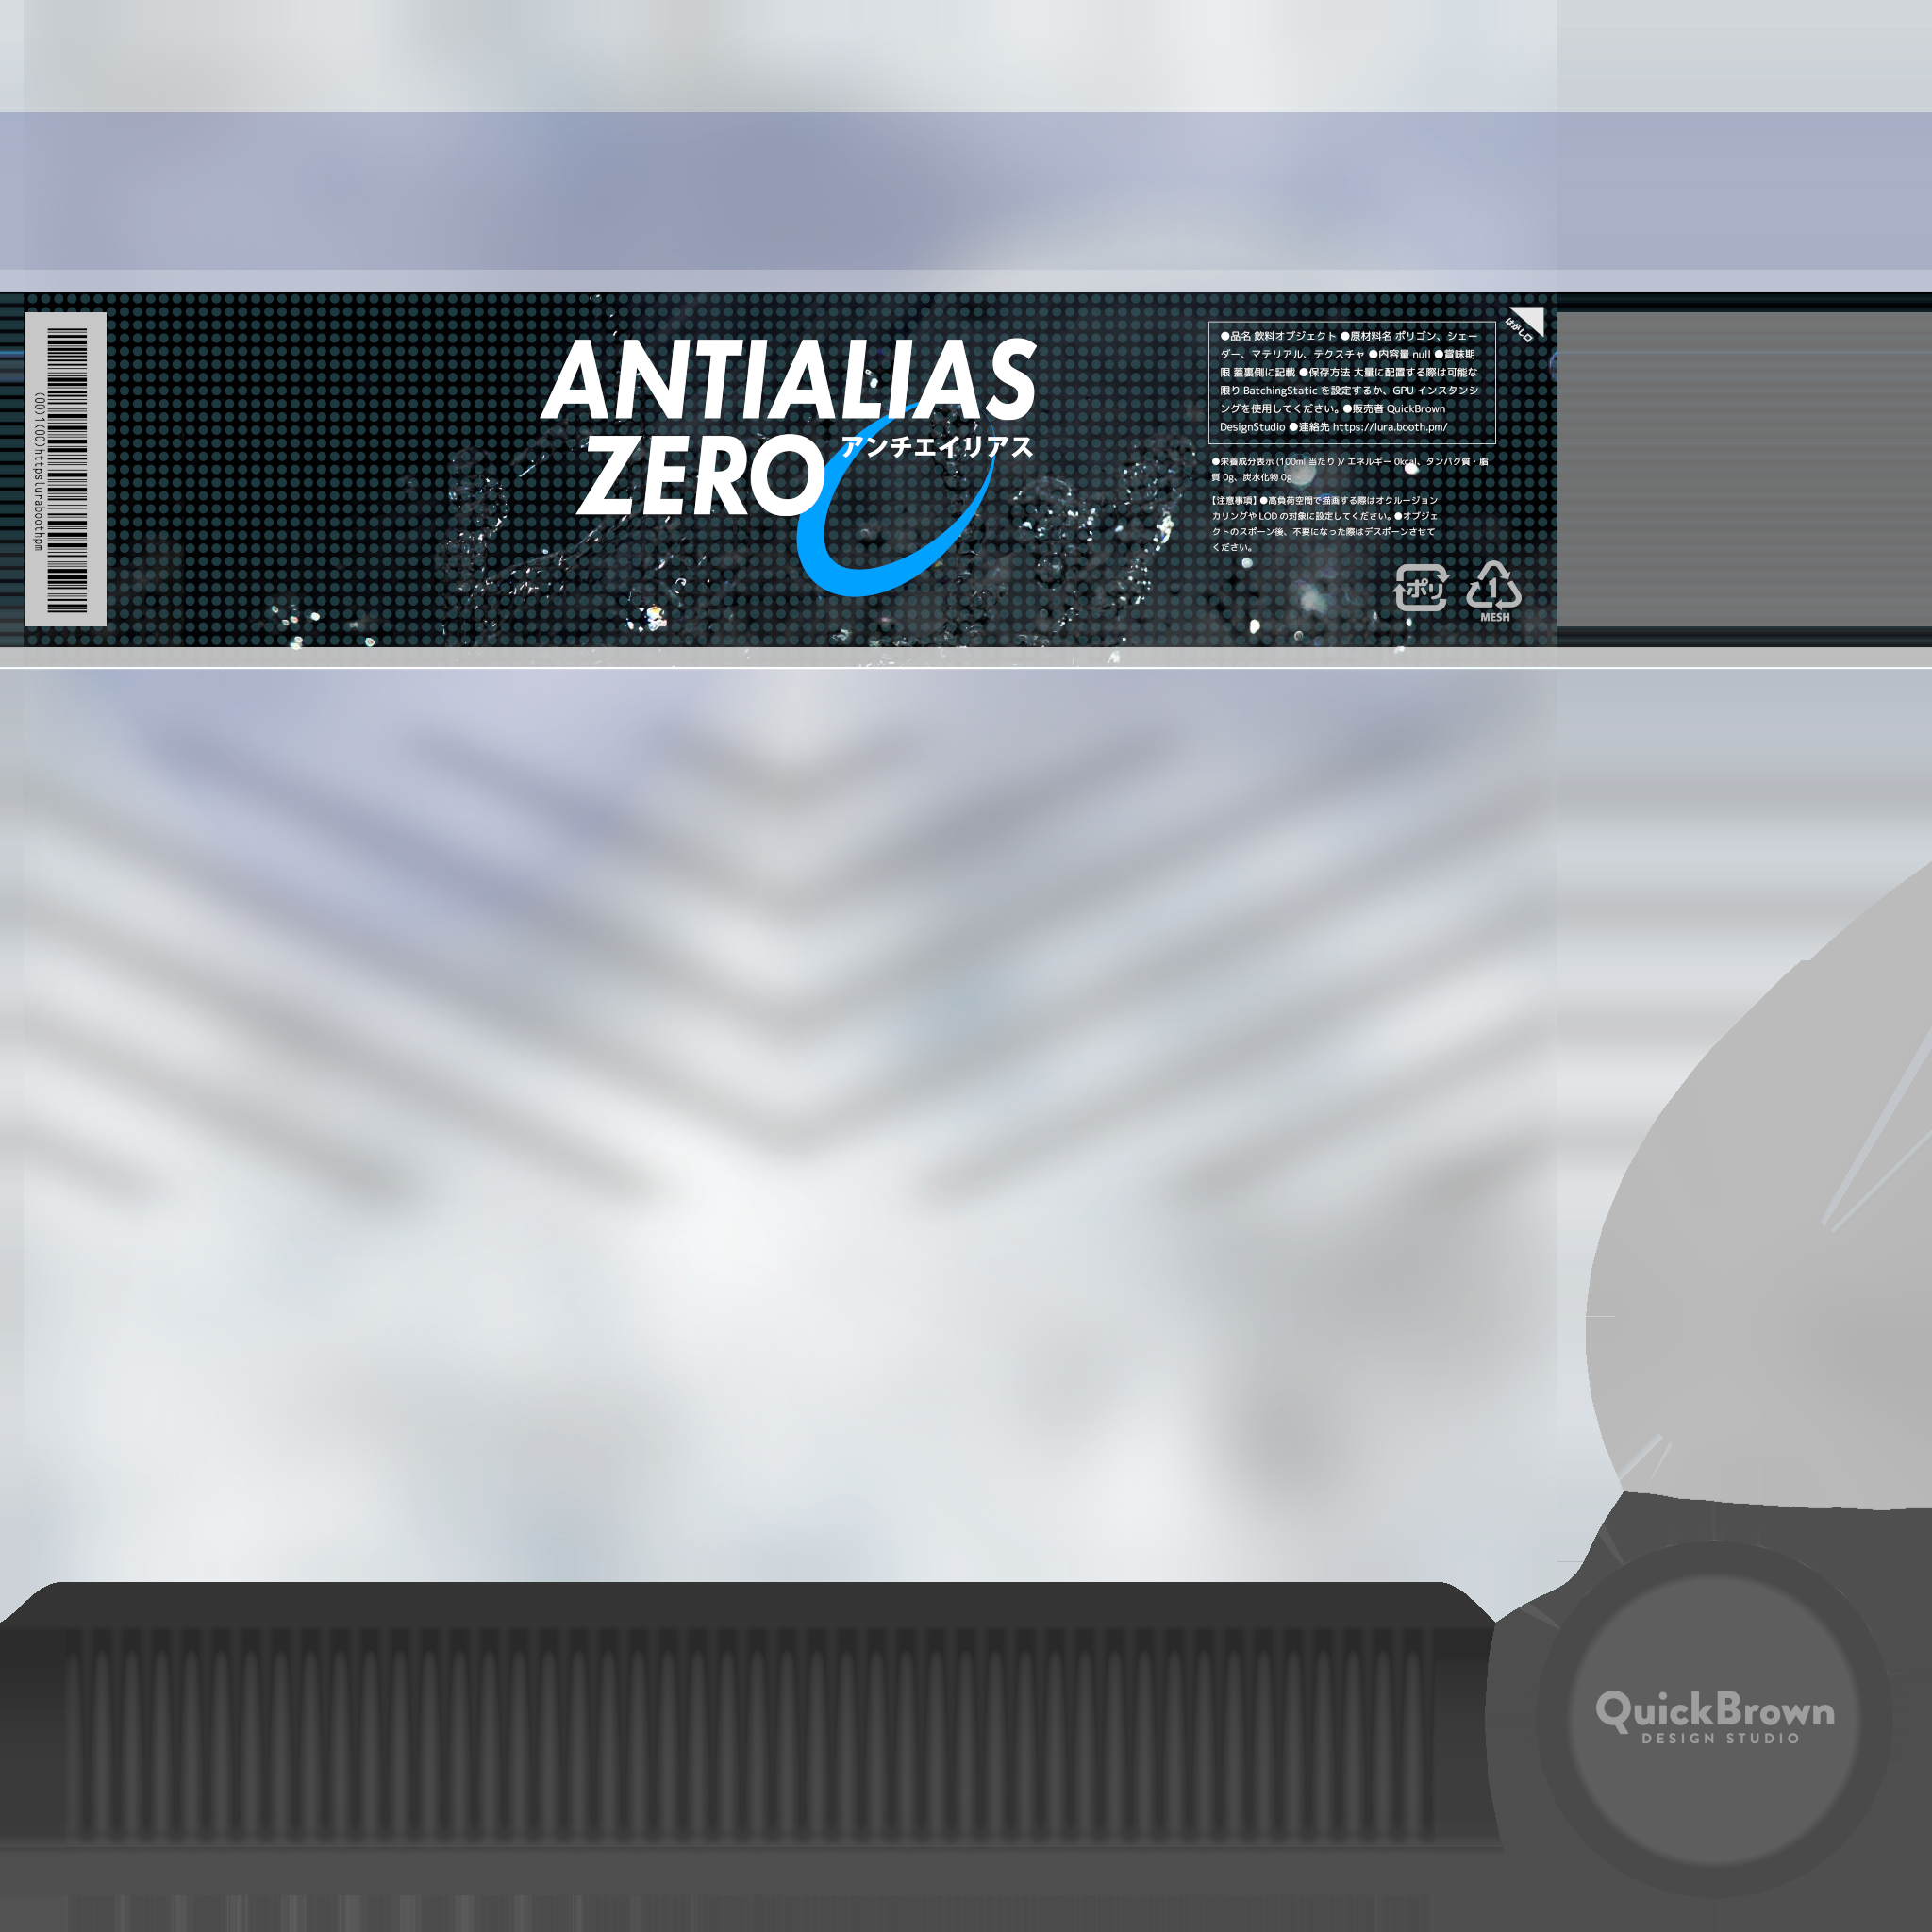 ANTIALIAS
ZERO
アンチエイリアス
(00)1(00)httpsluraboothpm
はがし口
●品名 飲料オブジェクト ●原材料名 ポリゴン、シェー
ダー、マテリアル、テクスチャ ●内容量 null ●賞味期
限 蓋裏側に記載 ●保存方法 大量に配置する際は可能な
限り BatchingStatic を設定するか、GPU インスタンシ
ングを使用してください。●販売者 QuickBrown
DesignStudio ●連絡先 https://lura.booth.pm/
●栄養成分表示 (100ml 当たり )/ エネルギー 0kcal、タンパク質・脂
質 0g、炭水化物 0g
【注意事項】●高負荷空間で描画する際はオクルージョン
カリングや LOD の対象に設定してください。●オブジェ
クトのスポーン後、不要になった際はデスポーンさせて
ください。
ポリ
1
MESH
QuickBrown
DESIGN STUDIO